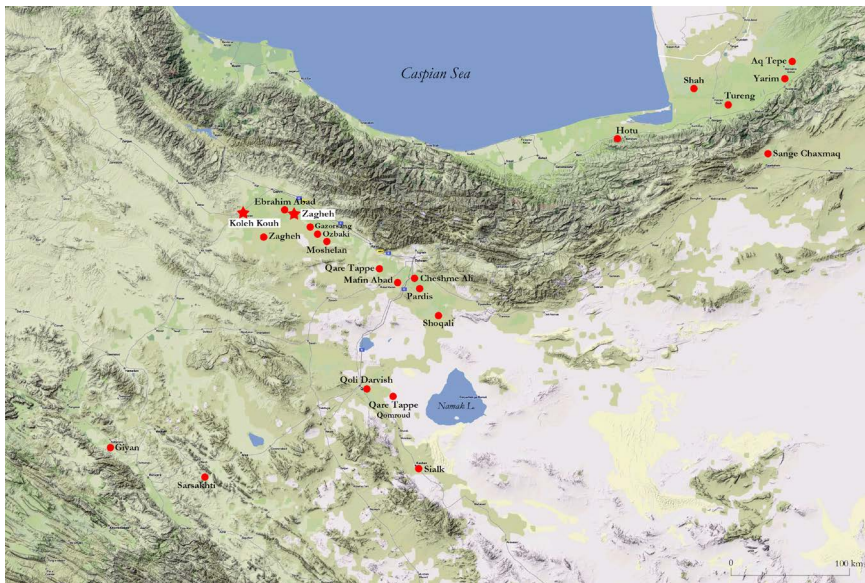 Caspian Sea
Aq Tepe
Yarim
Shah
Tureng
Hotu
Sange Chaxmaq
Ebrahim Abad
Zagheh
Koleh Kouh
Gazorsang
Zagheh
Ozbaki
Moshelan
Qare Tappe
Cheshme Ali
Mafin Abad
Pardis
Shoqali
Qoli Darvish
Qare Tappe
Qomroud
Namak L.
Giyan
Sialk
Sarsakhti
0 100 km